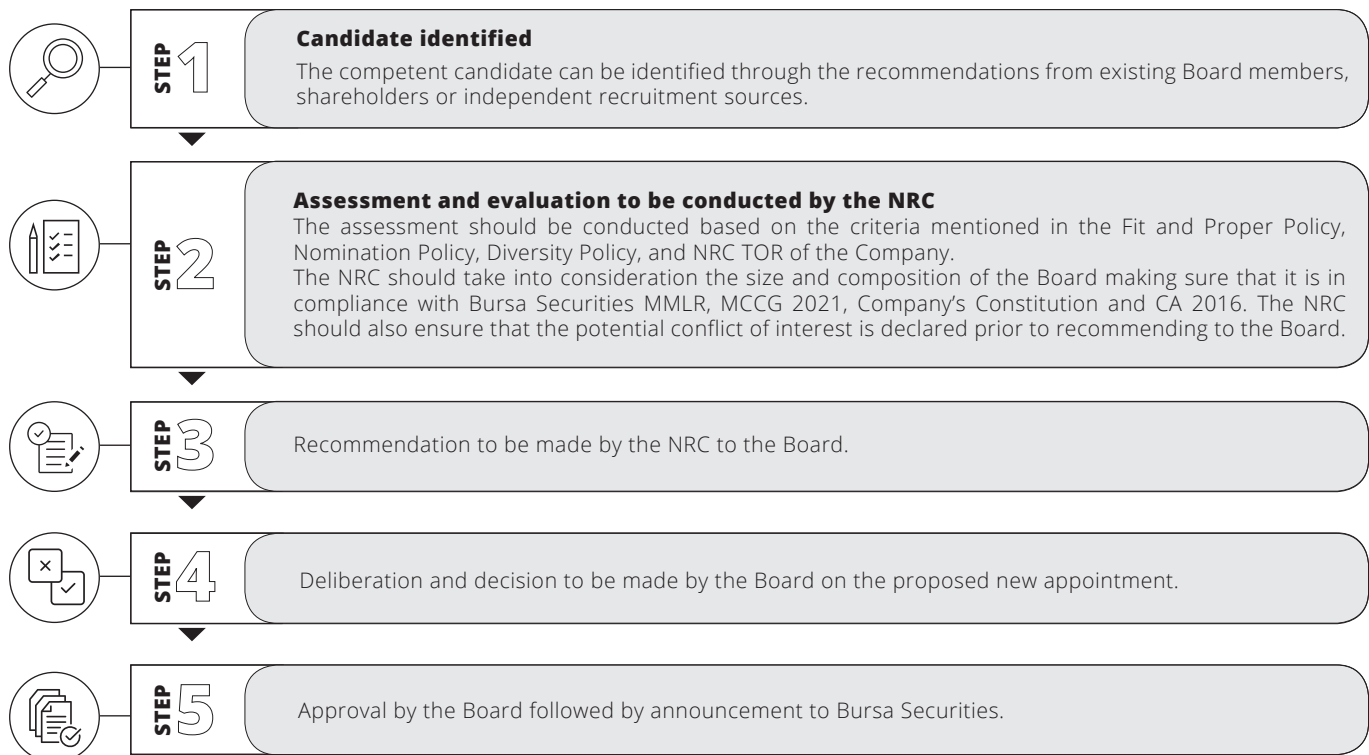 STEP 1
Candidate identified
The competent candidate can be identified through the recommendations from existing Board members,
shareholders or independent recruitment sources.
STEP 2
Assessment and evaluation to be conducted by the NRC
The assessment should be conducted based on the criteria mentioned in the Fit and Proper Policy,
Nomination Policy, Diversity Policy, and NRC TOR of the Company.
The NRC should take into consideration the size and composition of the Board making sure that it is in
compliance with Bursa Securities MMLR, MCCG 2021, Company’s Constitution and CA 2016. The NRC
should also ensure that the potential conflict of interest is declared prior to recommending to the Board.
STEP 3
Recommendation to be made by the NRC to the Board.
STEP 4
Deliberation and decision to be made by the Board on the proposed new appointment.
STEP 5
Approval by the Board followed by announcement to Bursa Securities.